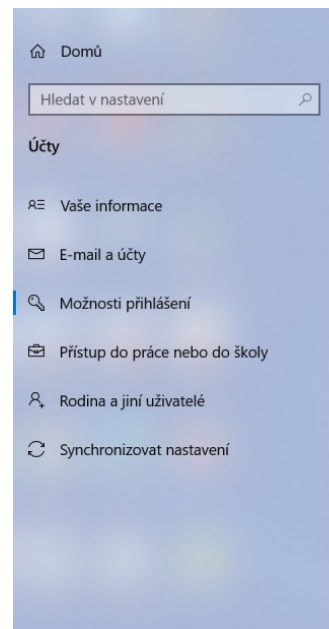 Domů
Hledat v nastavení
Účty
Vaše informace
E-mail a účty
Možnosti přihlášení
Přístup do práce nebo do školy
Rodina a jiní uživatelé
Synchronizovat nastavení